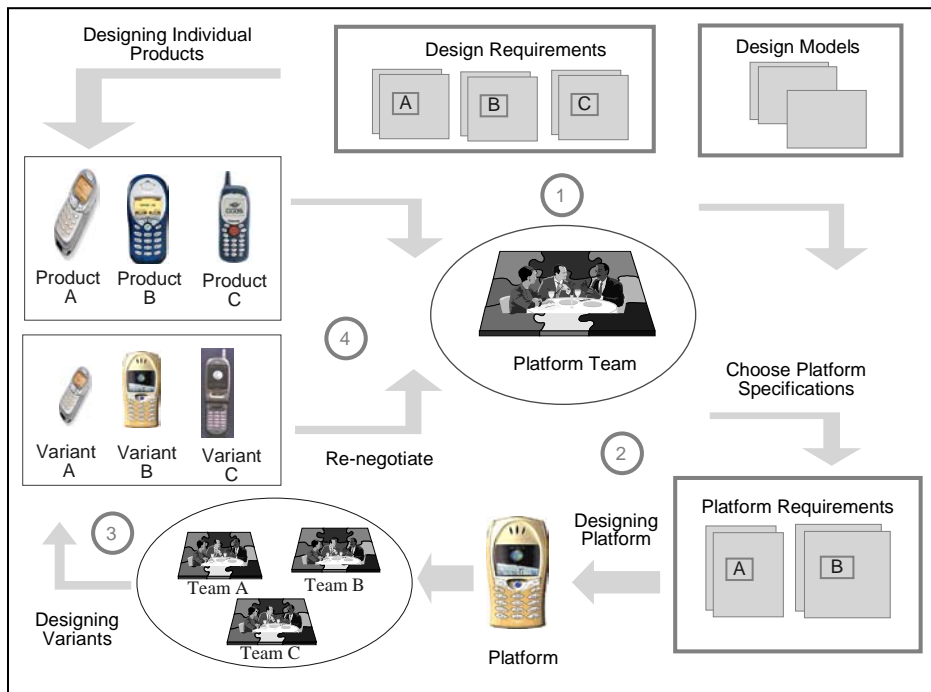 Designing Individual
Products
Design Requirements
A
B
C
Design Models
1
Product
A
Product
B
Product
C
Platform Team
4
Variant
A
Variant
B
Variant
C
Re-negotiate
Choose Platform
Specifications
2
Platform Requirements
A
B
Designing
Platform
Platform
3
Team A
Team B
Team C
Designing
Variants